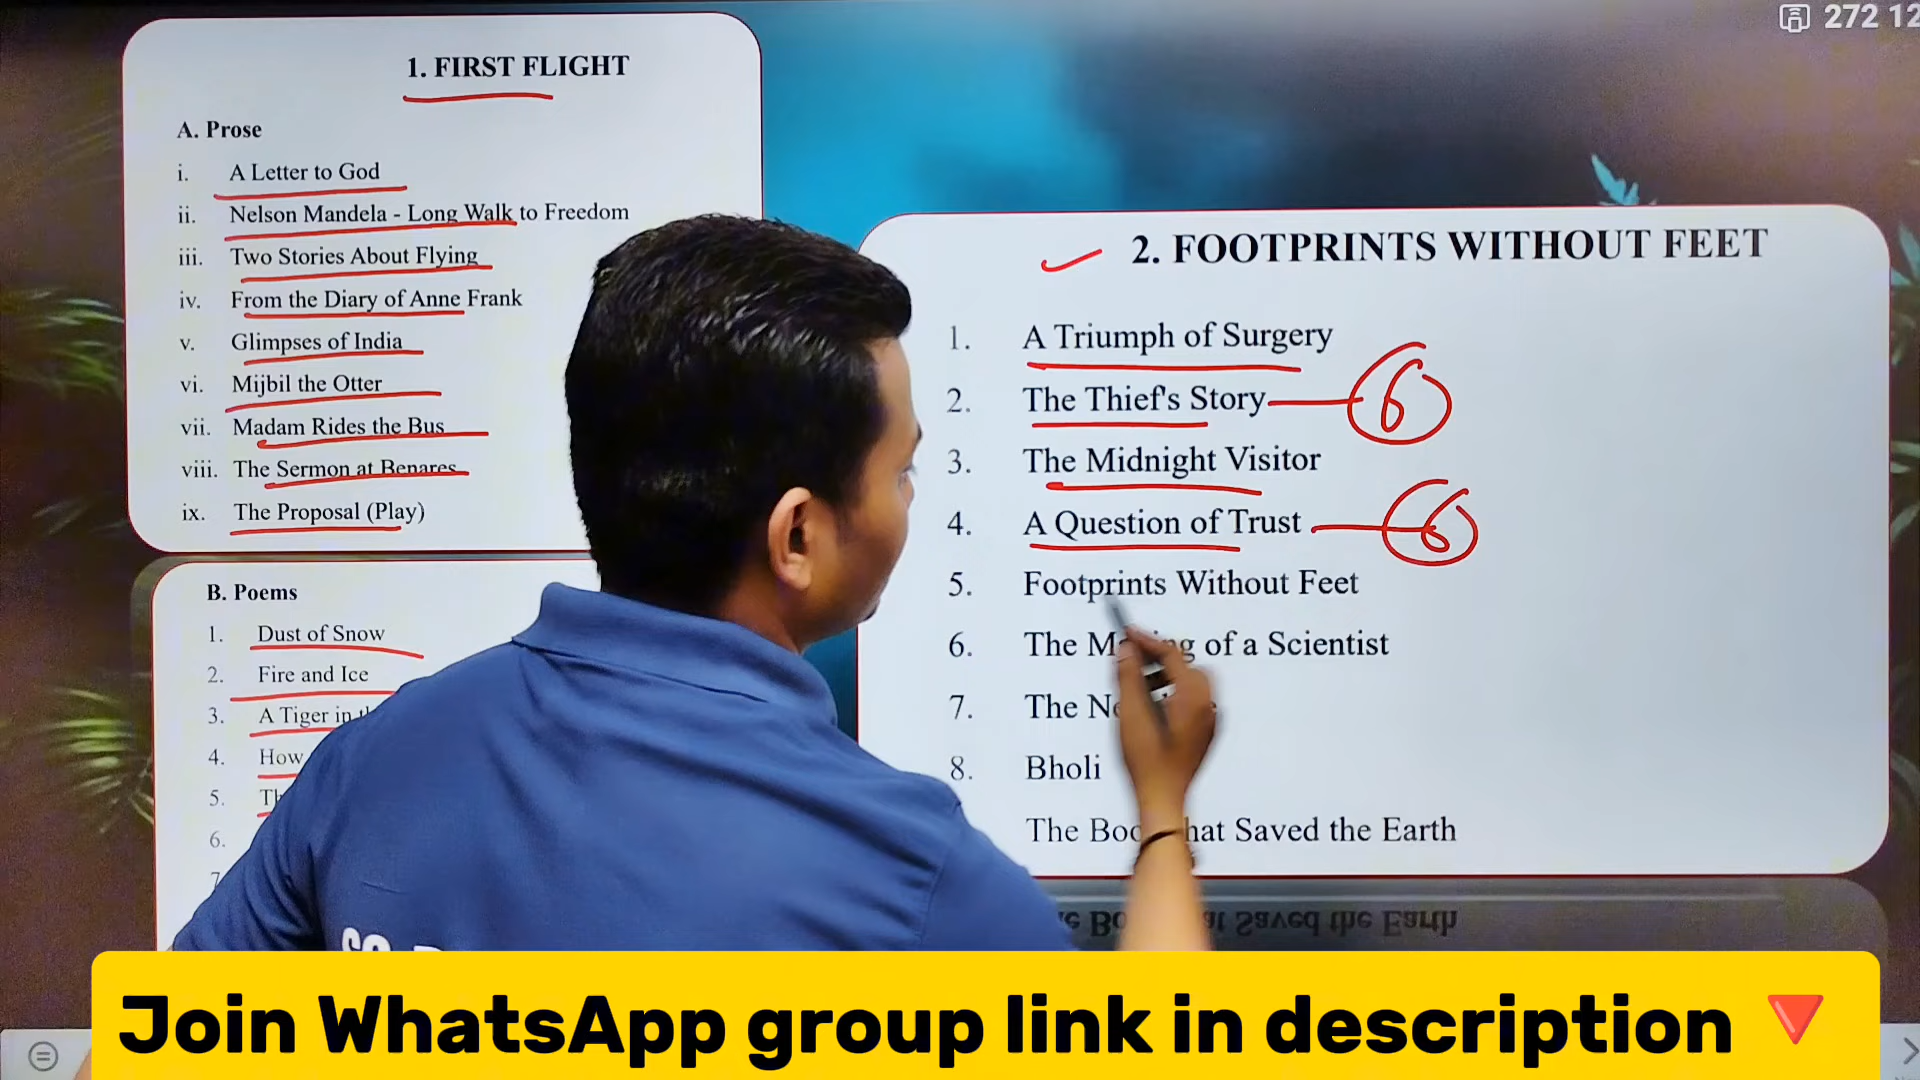 272 12
1. FIRST FLIGHT
A. Prose
i. A Letter to God
ii. Nelson Mandela - Long Walk to Freedom
iii. Two Stories About Flying
iv. From the Diary of Anne Frank
v. Glimpses of India
vi. Mijbil the Otter
vii. Madam Rides the Bus
viii. The Sermon at Benares
ix. The Proposal (Play)
B. Poems
1. Dust of Snow
2. Fire and Ice
3. A Tiger in
4. How
5.
6.
7
2. FOOTPRINTS WITHOUT FEET
1. A Triumph of Surgery
2. The Thief's Story 6
3. The Midnight Visitor
4. A Question of Trust 6
5. Footprints Without Feet
6. The of a Scientist
7. The
8. Bholi
The that Saved the Earth
Saved the Earth
Join WhatsApp group link in description